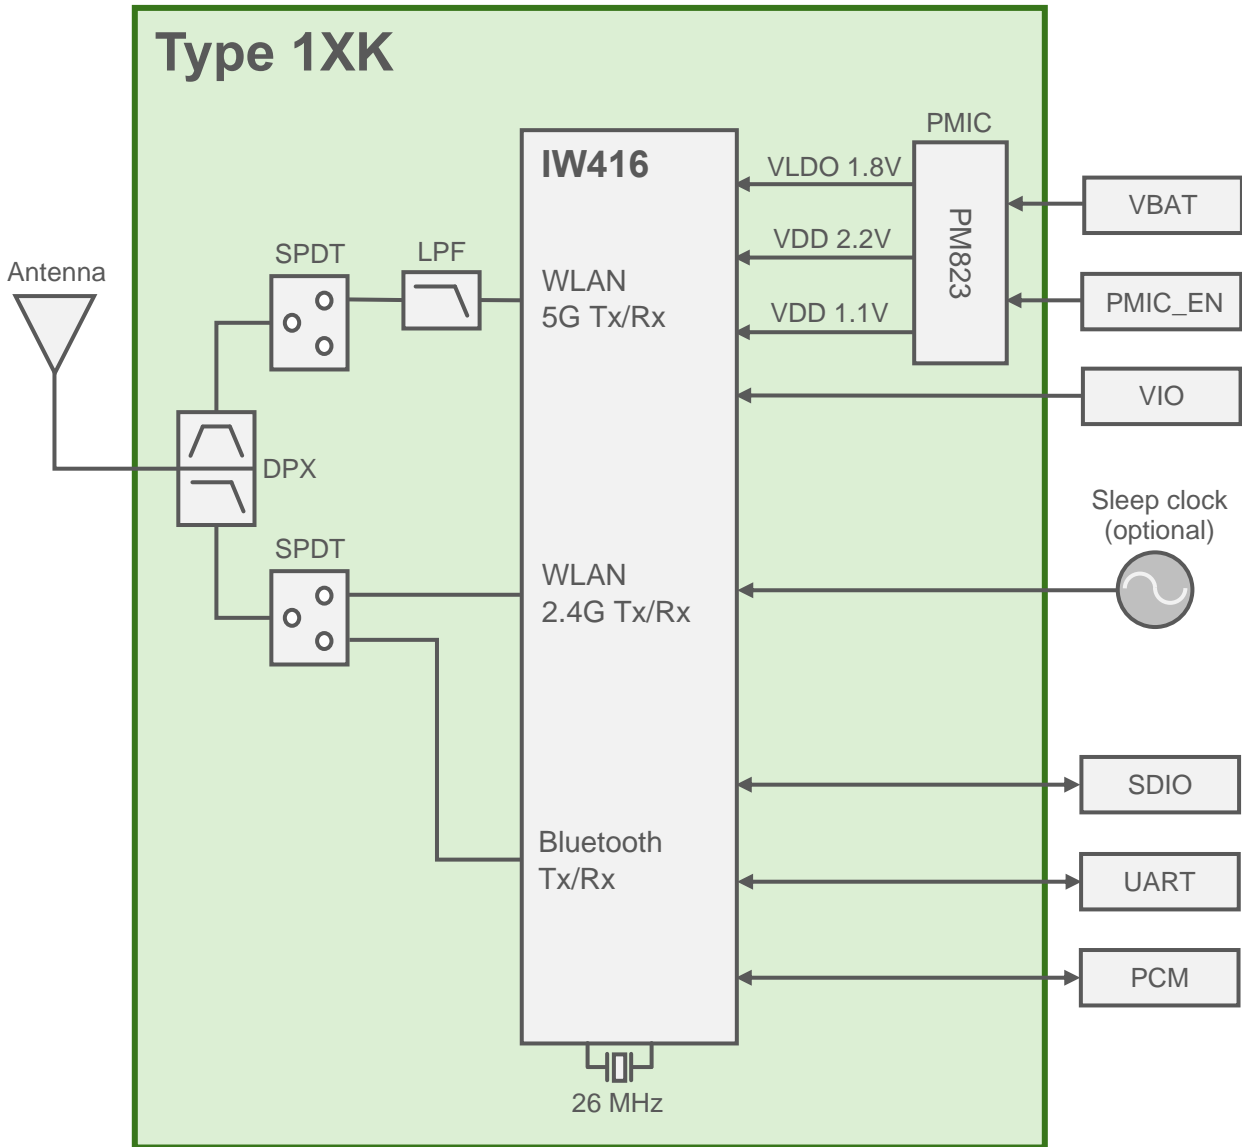 Type 1XK
PMIC
IW416
VLDO 1.8V
PM823
VBAT
SPDT
LPF
VDD 2.2V
Antenna
WLAN
5G Tx/Rx
VDD 1.1V
PMIC_EN
VIO
DPX
Sleep clock
(optional)
SPDT
WLAN
2.4G Tx/Rx
SDIO
Bluetooth
Tx/Rx
UART
PCM
26 MHz